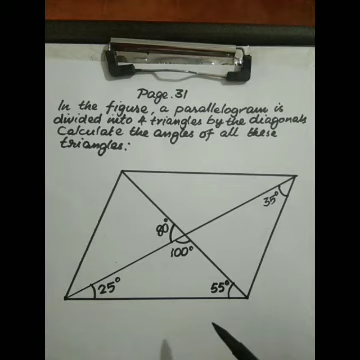 Page.31
In the figure, a parallelogram is
divided into 4 triangles by the diagonals
Calculate the angles of all these
triangles:
35°
80°
100°
25°
55°